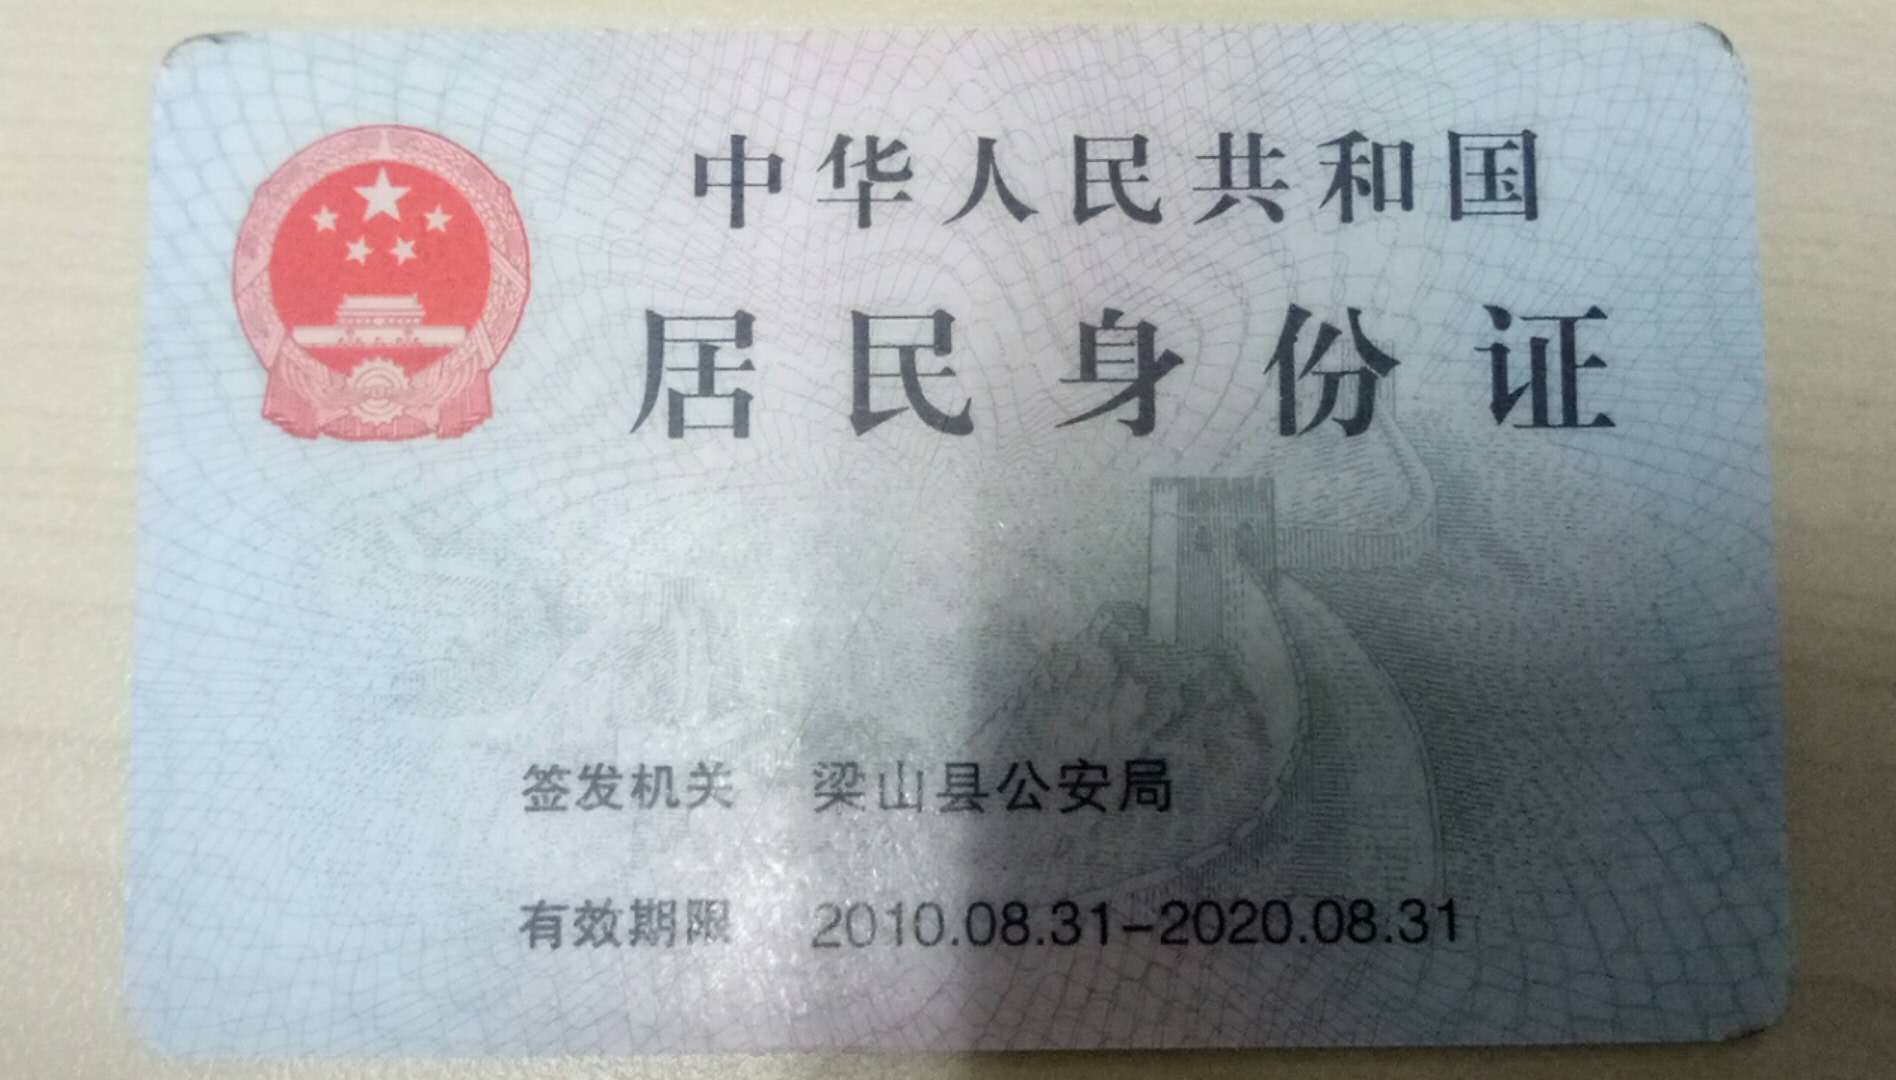 中华人民共和国
居民身份证
签发机关 梁山县公安局
有效期限 2010.08.31-2020.08.31